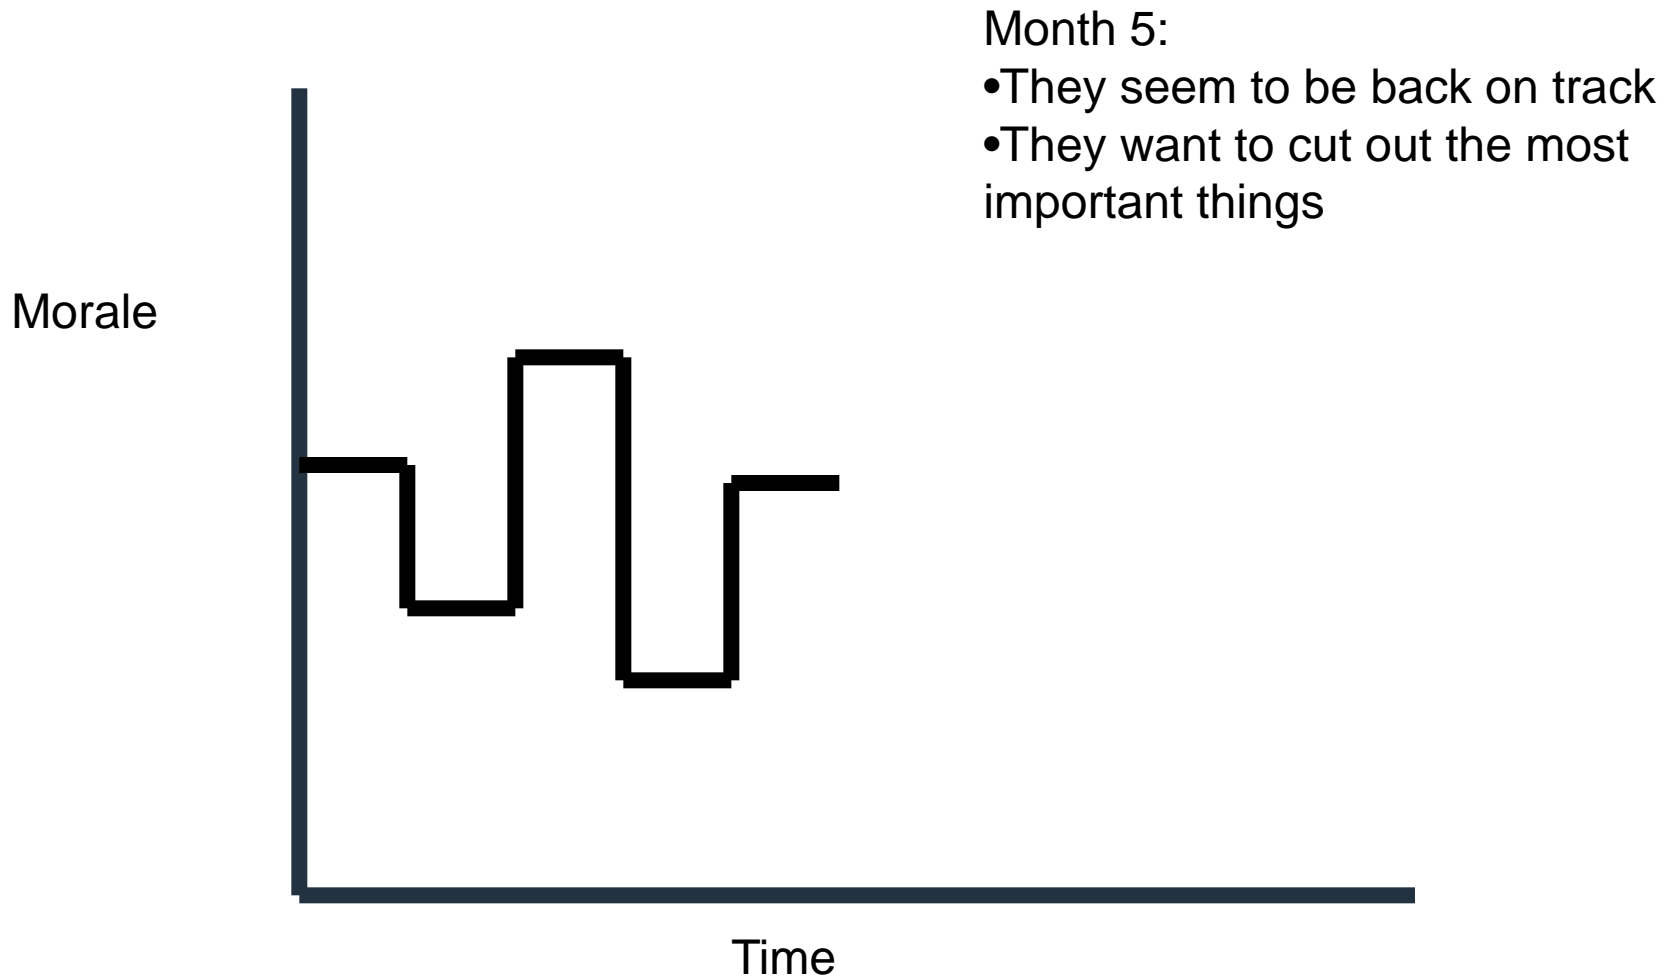 Month 5:
•They seem to be back on track
•They want to cut out the most
important things
Morale
Time